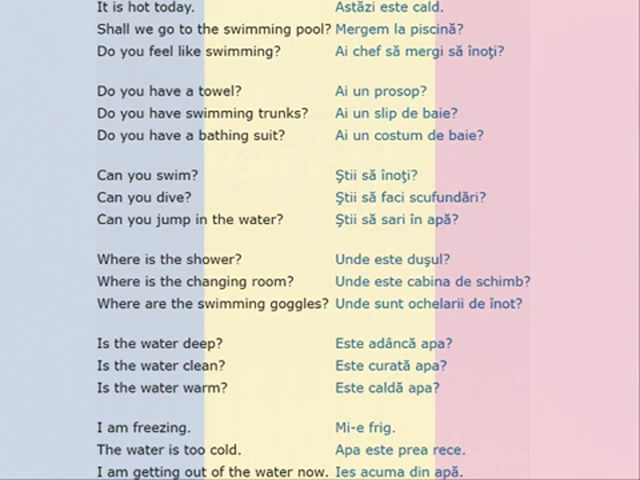 It is hot today. Astăzi este cald.
Shall we go to the swimming pool? Mergem la piscină?
Do you feel like swimming? Ai chef să mergi să înoţi?
Do you have a towel? Ai un prosop?
Do you have swimming trunks? Ai un slip de baie?
Do you have a bathing suit? Ai un costum de baie?
Can you swim? Ştii să înoţi?
Can you dive? Ştii să faci scufundări?
Can you jump in the water? Ştii să sari în apă?
Where is the shower? Unde este duşul?
Where is the changing room? Unde este cabina de schimb?
Where are the swimming goggles? Unde sunt ochelarii de înot?
Is the water deep? Este adâncă apa?
Is the water clean? Este curată apa?
Is the water warm? Este caldă apa?
I am freezing. Mi-e frig.
The water is too cold. Apa este prea rece.
I am getting out of the water now. Ies acuma din apă.